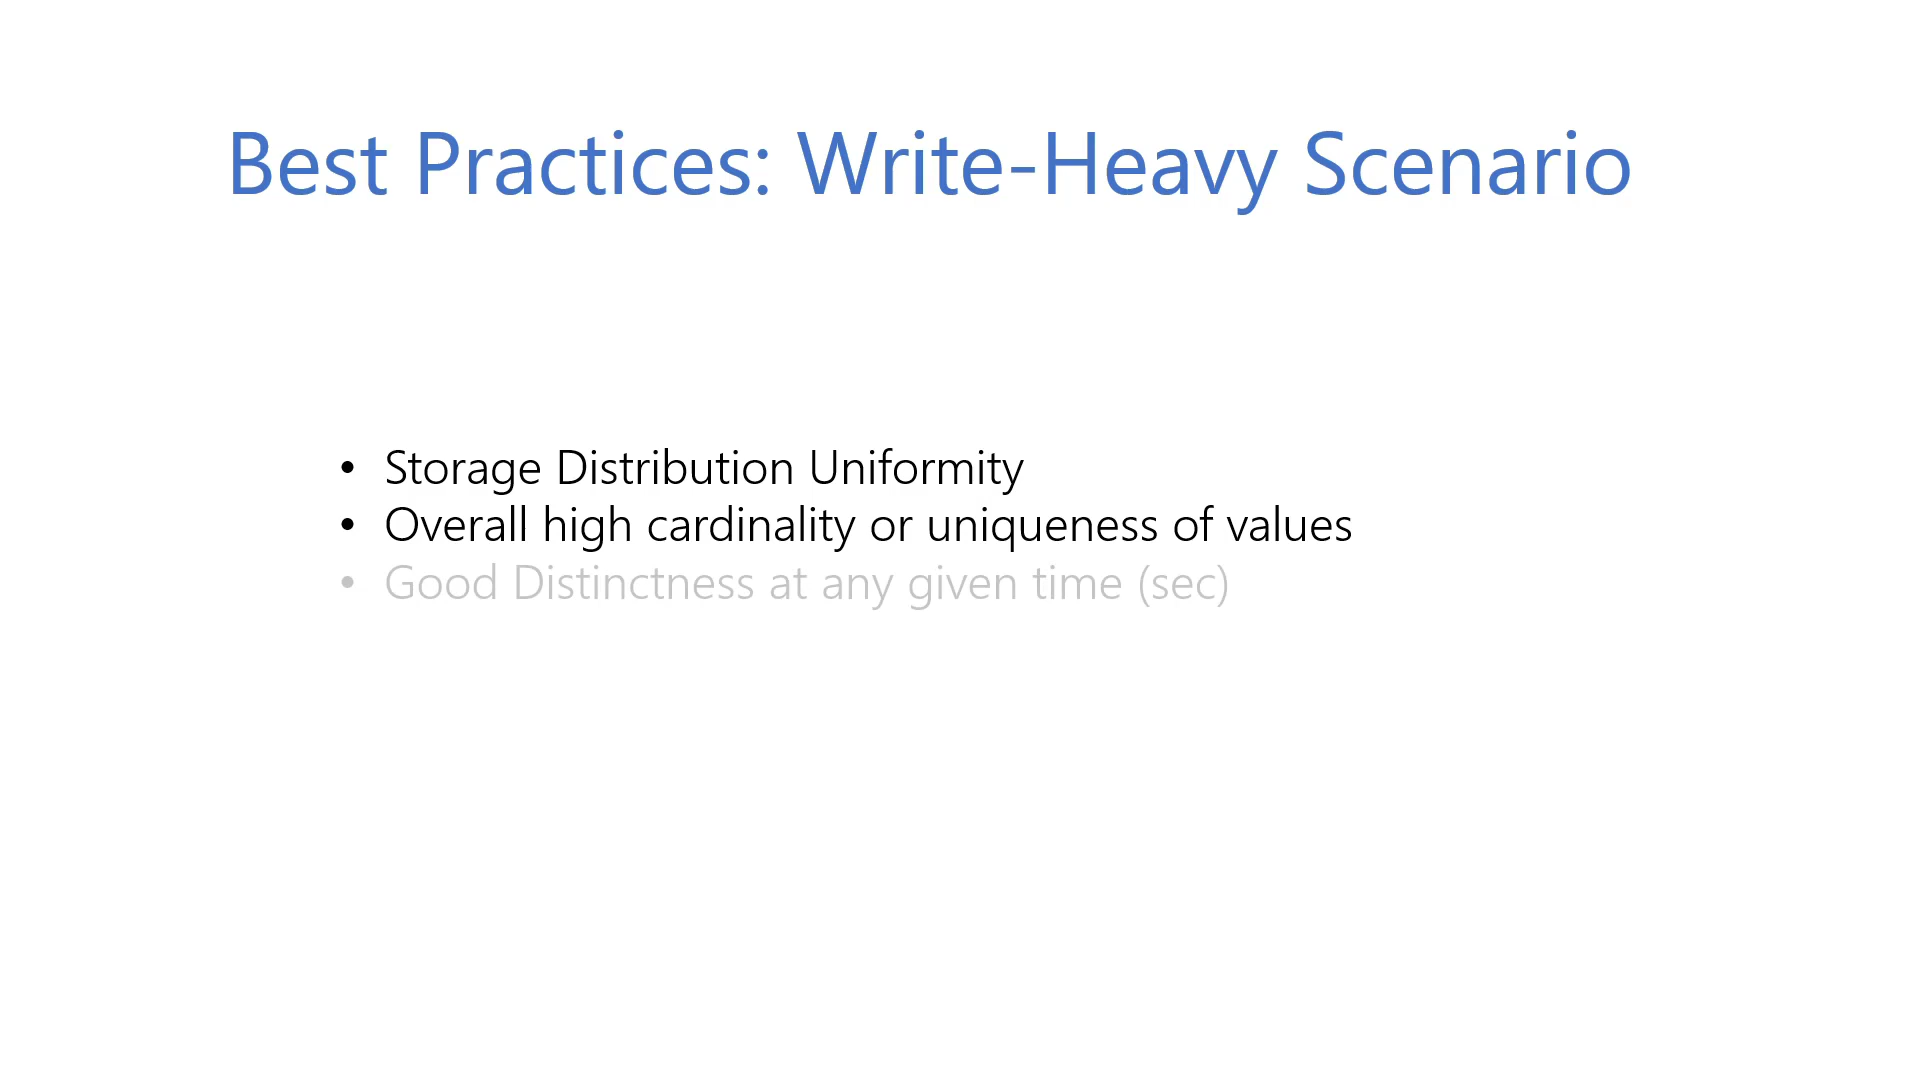 Best Practices: Write-Heavy Scenario
• Storage Distribution Uniformity
• Overall high cardinality or uniqueness of values
• Good Distinctness at any given time (sec)